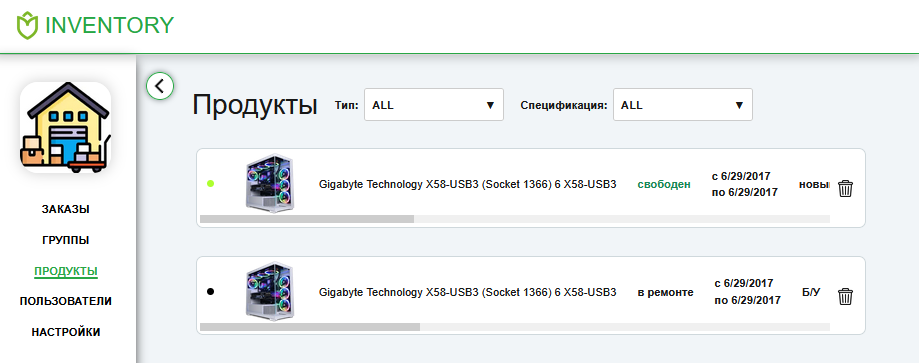 INVENTORY
ЗАКАЗЫ
ГРУППЫ
ПРОДУКТЫ
ПОЛЬЗОВАТЕЛИ
НАСТРОЙКИ
Продукты Тип: ALL Спецификация: ALL
Gigabyte Technology X58-USB3 (Socket 1366) 6 X58-USB3 свободен с 6/29/2017 новы
по 6/29/2017
Gigabyte Technology X58-USB3 (Socket 1366) 6 X58-USB3 в ремонте с 6/29/2017 Б/У
по 6/29/2017